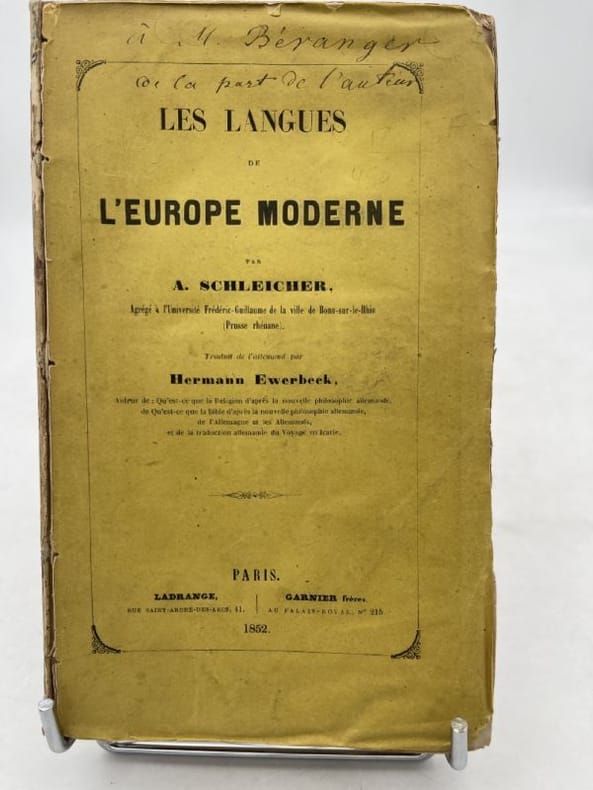 à M. Béranger
de la part de l'auteur
LES LANGUES
DE
L'EUROPE MODERNE
PAR
A. SCHLEICHER,
Agrégé à l'Université Frédéric-Guillaume de la ville de Bonn-sur-le-Rhin
(Prusse rhénane).
Traduit de l'allemand par
Hermann Ewerbeck,
Auteur de : Qu'est-ce que la Religion d'après la nouvelle philosophie allemande,
de Qu'est-ce que la Bible d'après la nouvelle philosophie allemande,
de l'Allemagne et les Allemands,
et de la traduction allemande du Voyage en Icarie.
PARIS.
LADRANGE,
RUE SAINT-ANDRÉ-DES-ARCS, 41.
GARNIER frères,
AU PALAIS-ROYAL, N° 215
1852.